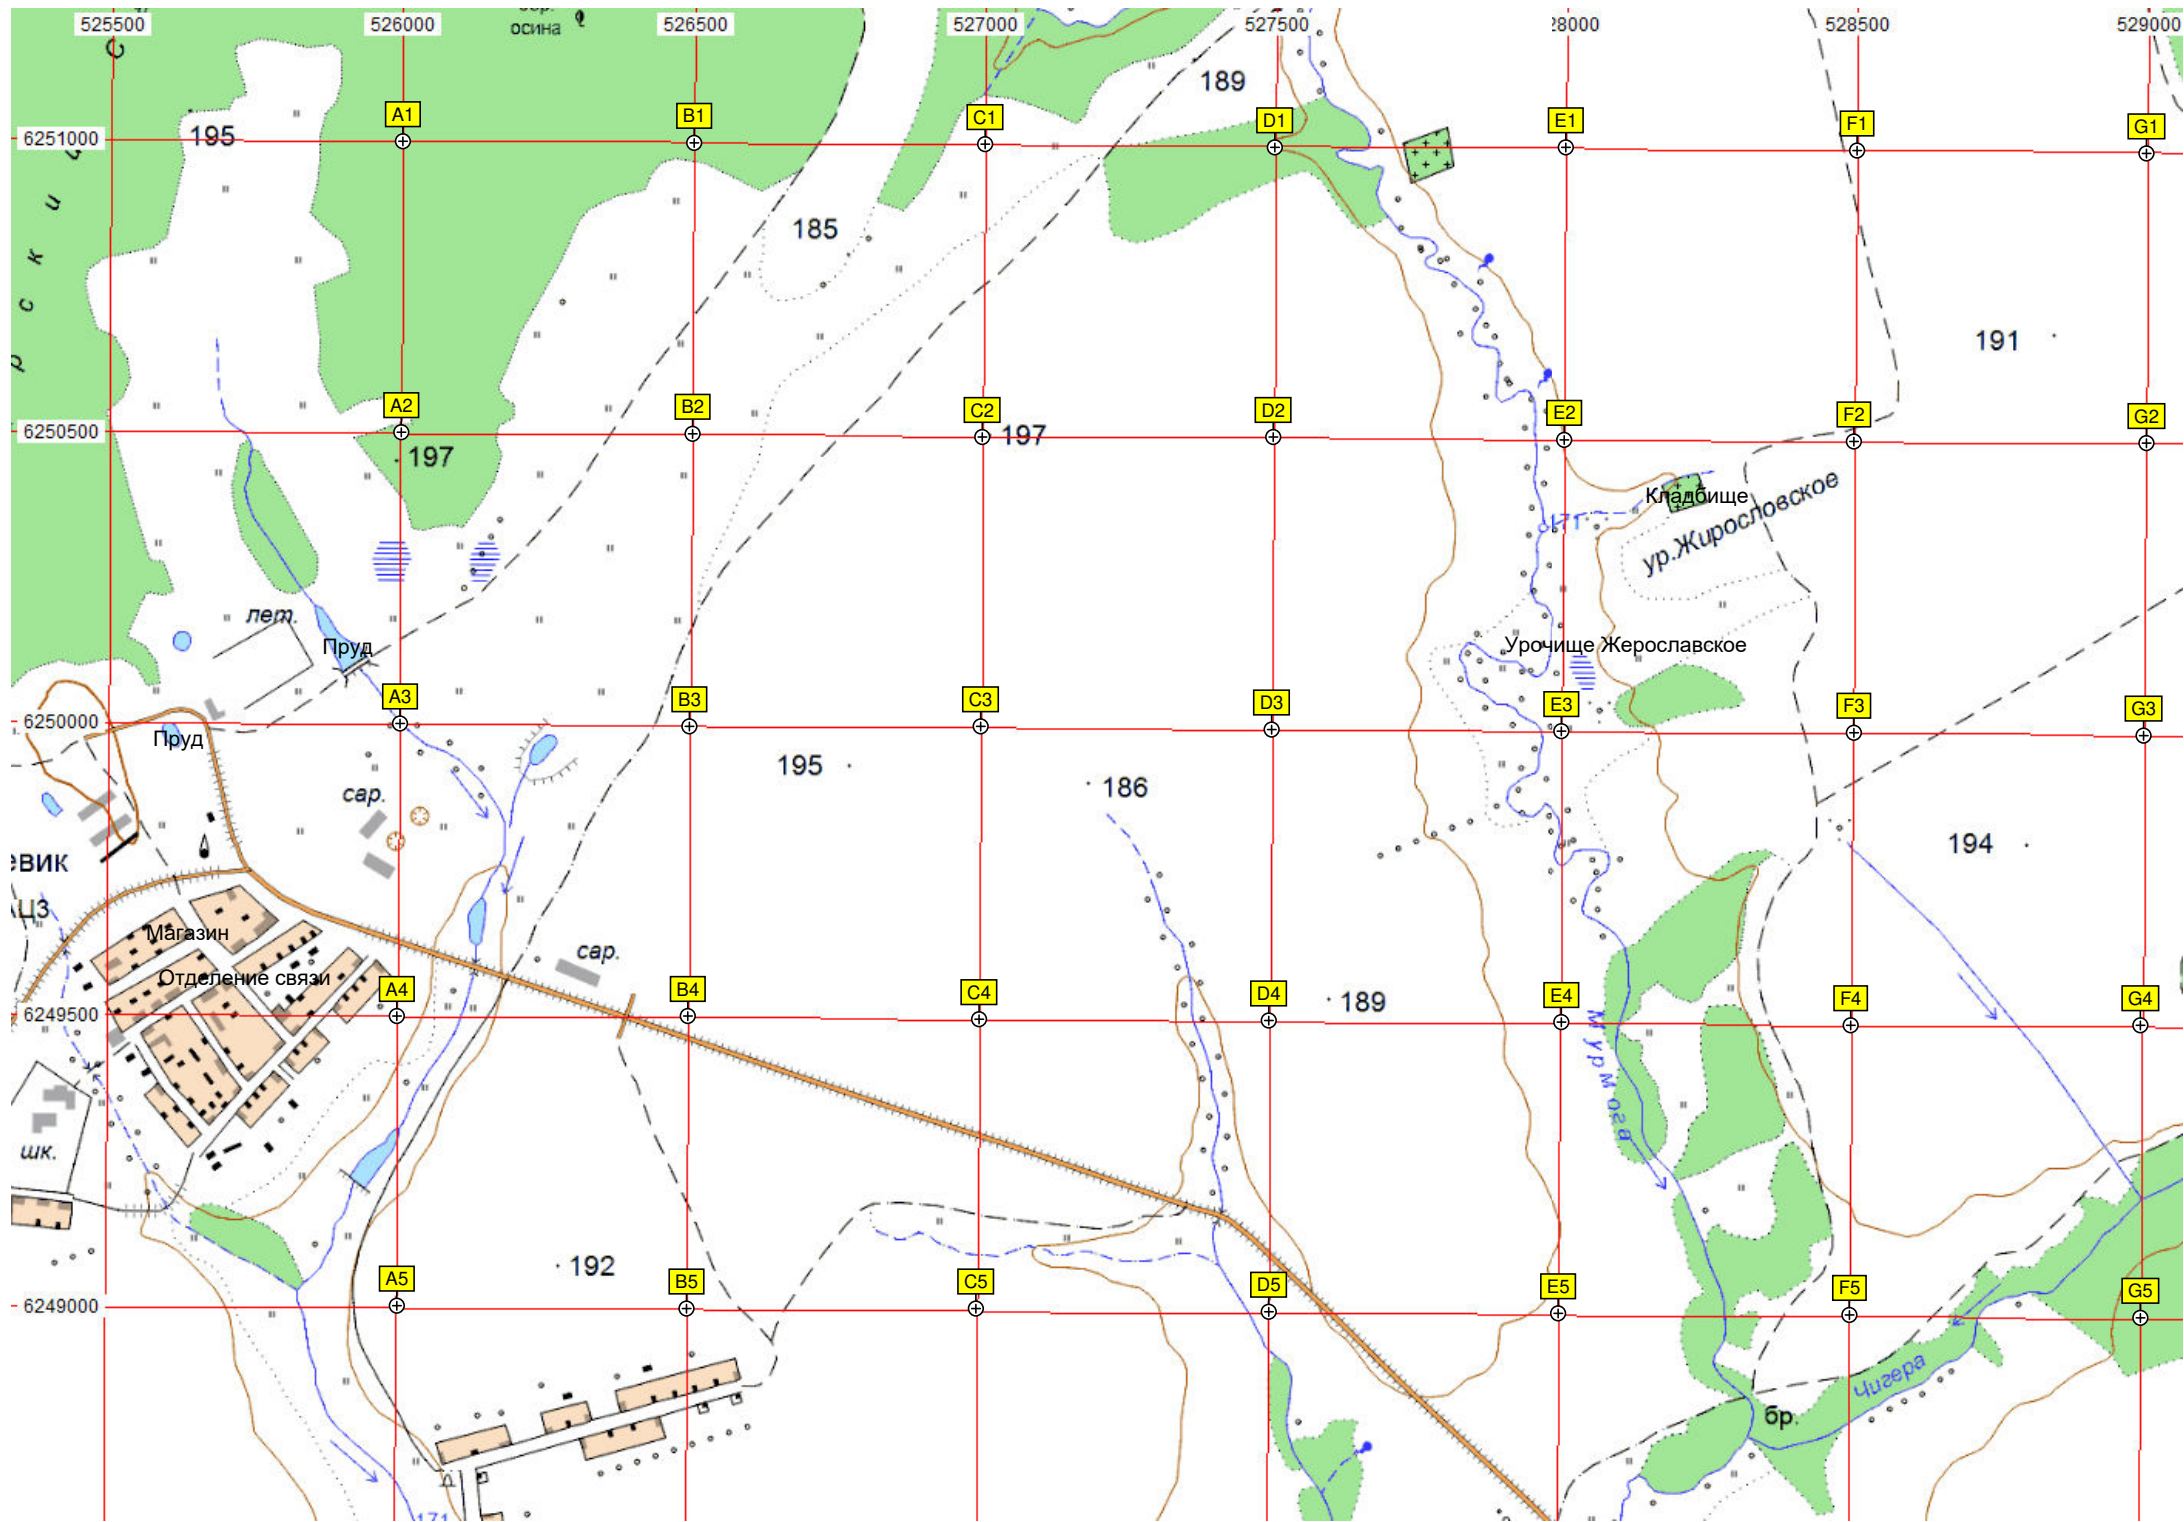 осина
525500 526000 526500 527000 527500 28000 528500 529000
189
A1 B1 C1 D1 E1 F1 G1
6251000
195
с к и ц
185
191
A2 B2 C2 D2 E2 F2 G2
6250500
197
197
Кладбище
ур.Жирословское
171
лет.
Пруд
Урочище Жерославское
A3 B3 C3 D3 E3 F3 G3
6250000
Пруд
195
186
сар.
194
евик
ЦЗ
Магазин
сар.
Отделение связи
A4 B4 C4 D4 E4 F4 G4
6249500
189
Мурмога
шк.
192
A5 B5 C5 D5 E5 F5 G5
6249000
Чигера
бр.
171